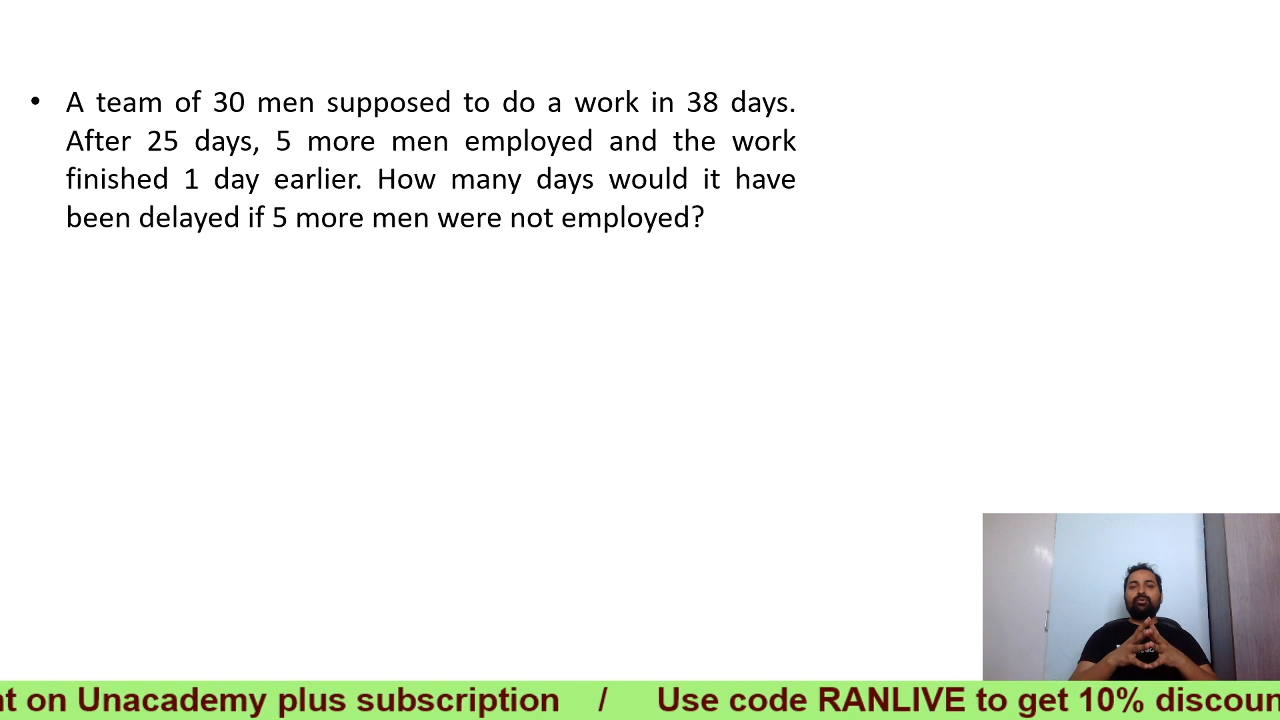 • A team of 30 men supposed to do a work in 38 days.
After 25 days, 5 more men employed and the work
finished 1 day earlier. How many days would it have
been delayed if 5 more men were not employed?
nt on Unacademy plus subscription / Use code RANLIVE to get 10% discoun